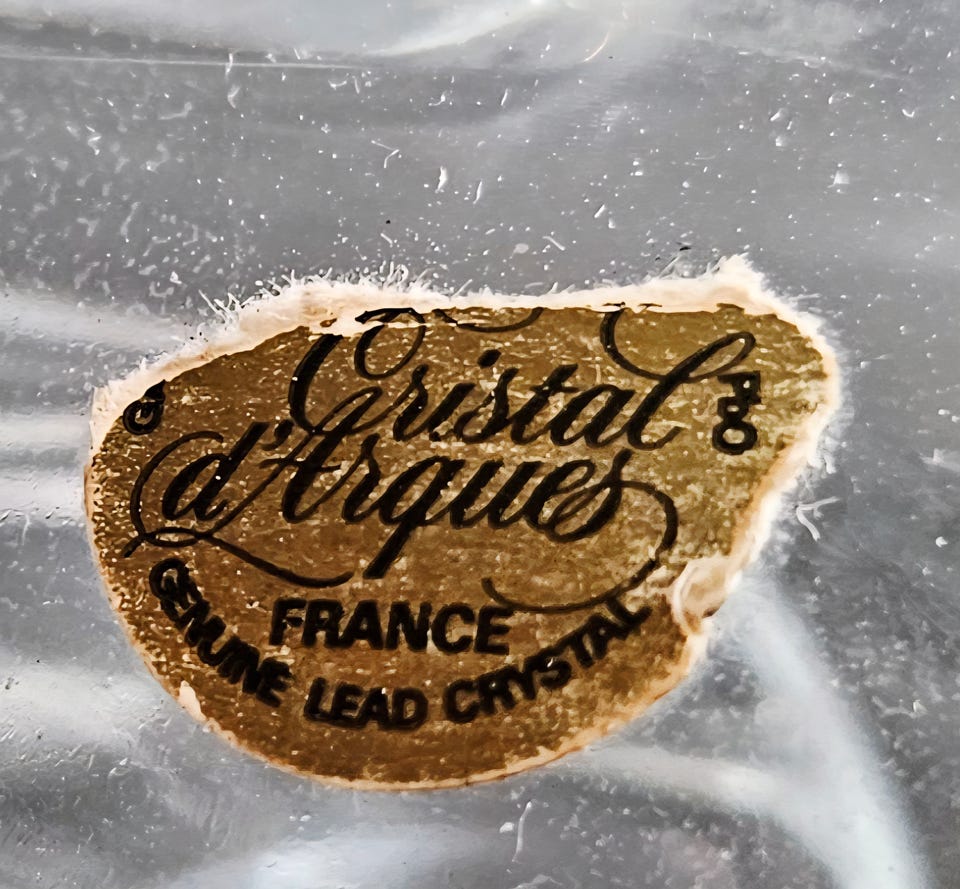 Cristal
d'Arques
FRANCE
GENUINE LEAD CRYSTAL